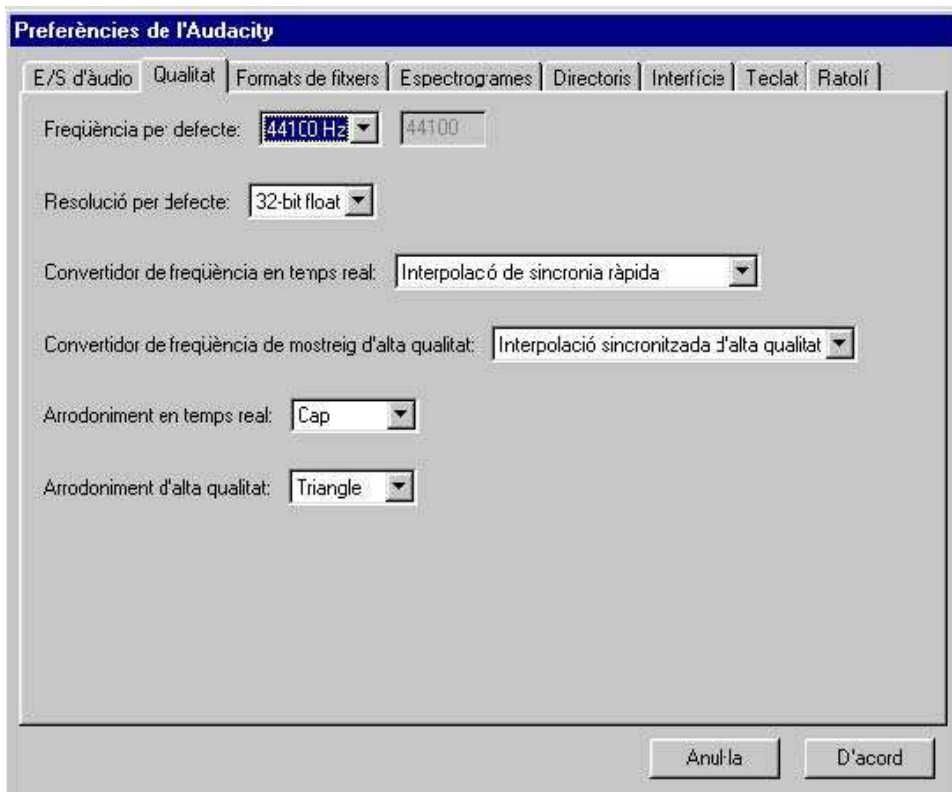 Preferències de l'Audacity
E/S d'àudio Qualitat Formats de fitxers Espectrogrames Directoris Interfície Teclat Ratolí
Freqüència per defecte: 44100 Hz 44100
Resolució per defecte: 32-bit float
Convertidor de freqüència en temps real: Interpolació de sincronia ràpida
Convertidor de freqüència de mostreig d'alta qualitat: Interpolació sincronitzada d'alta qualitat
Arrodoniment en temps real: Cap
Arrodoniment d'alta qualitat: Triangle
Anul·la D'acord